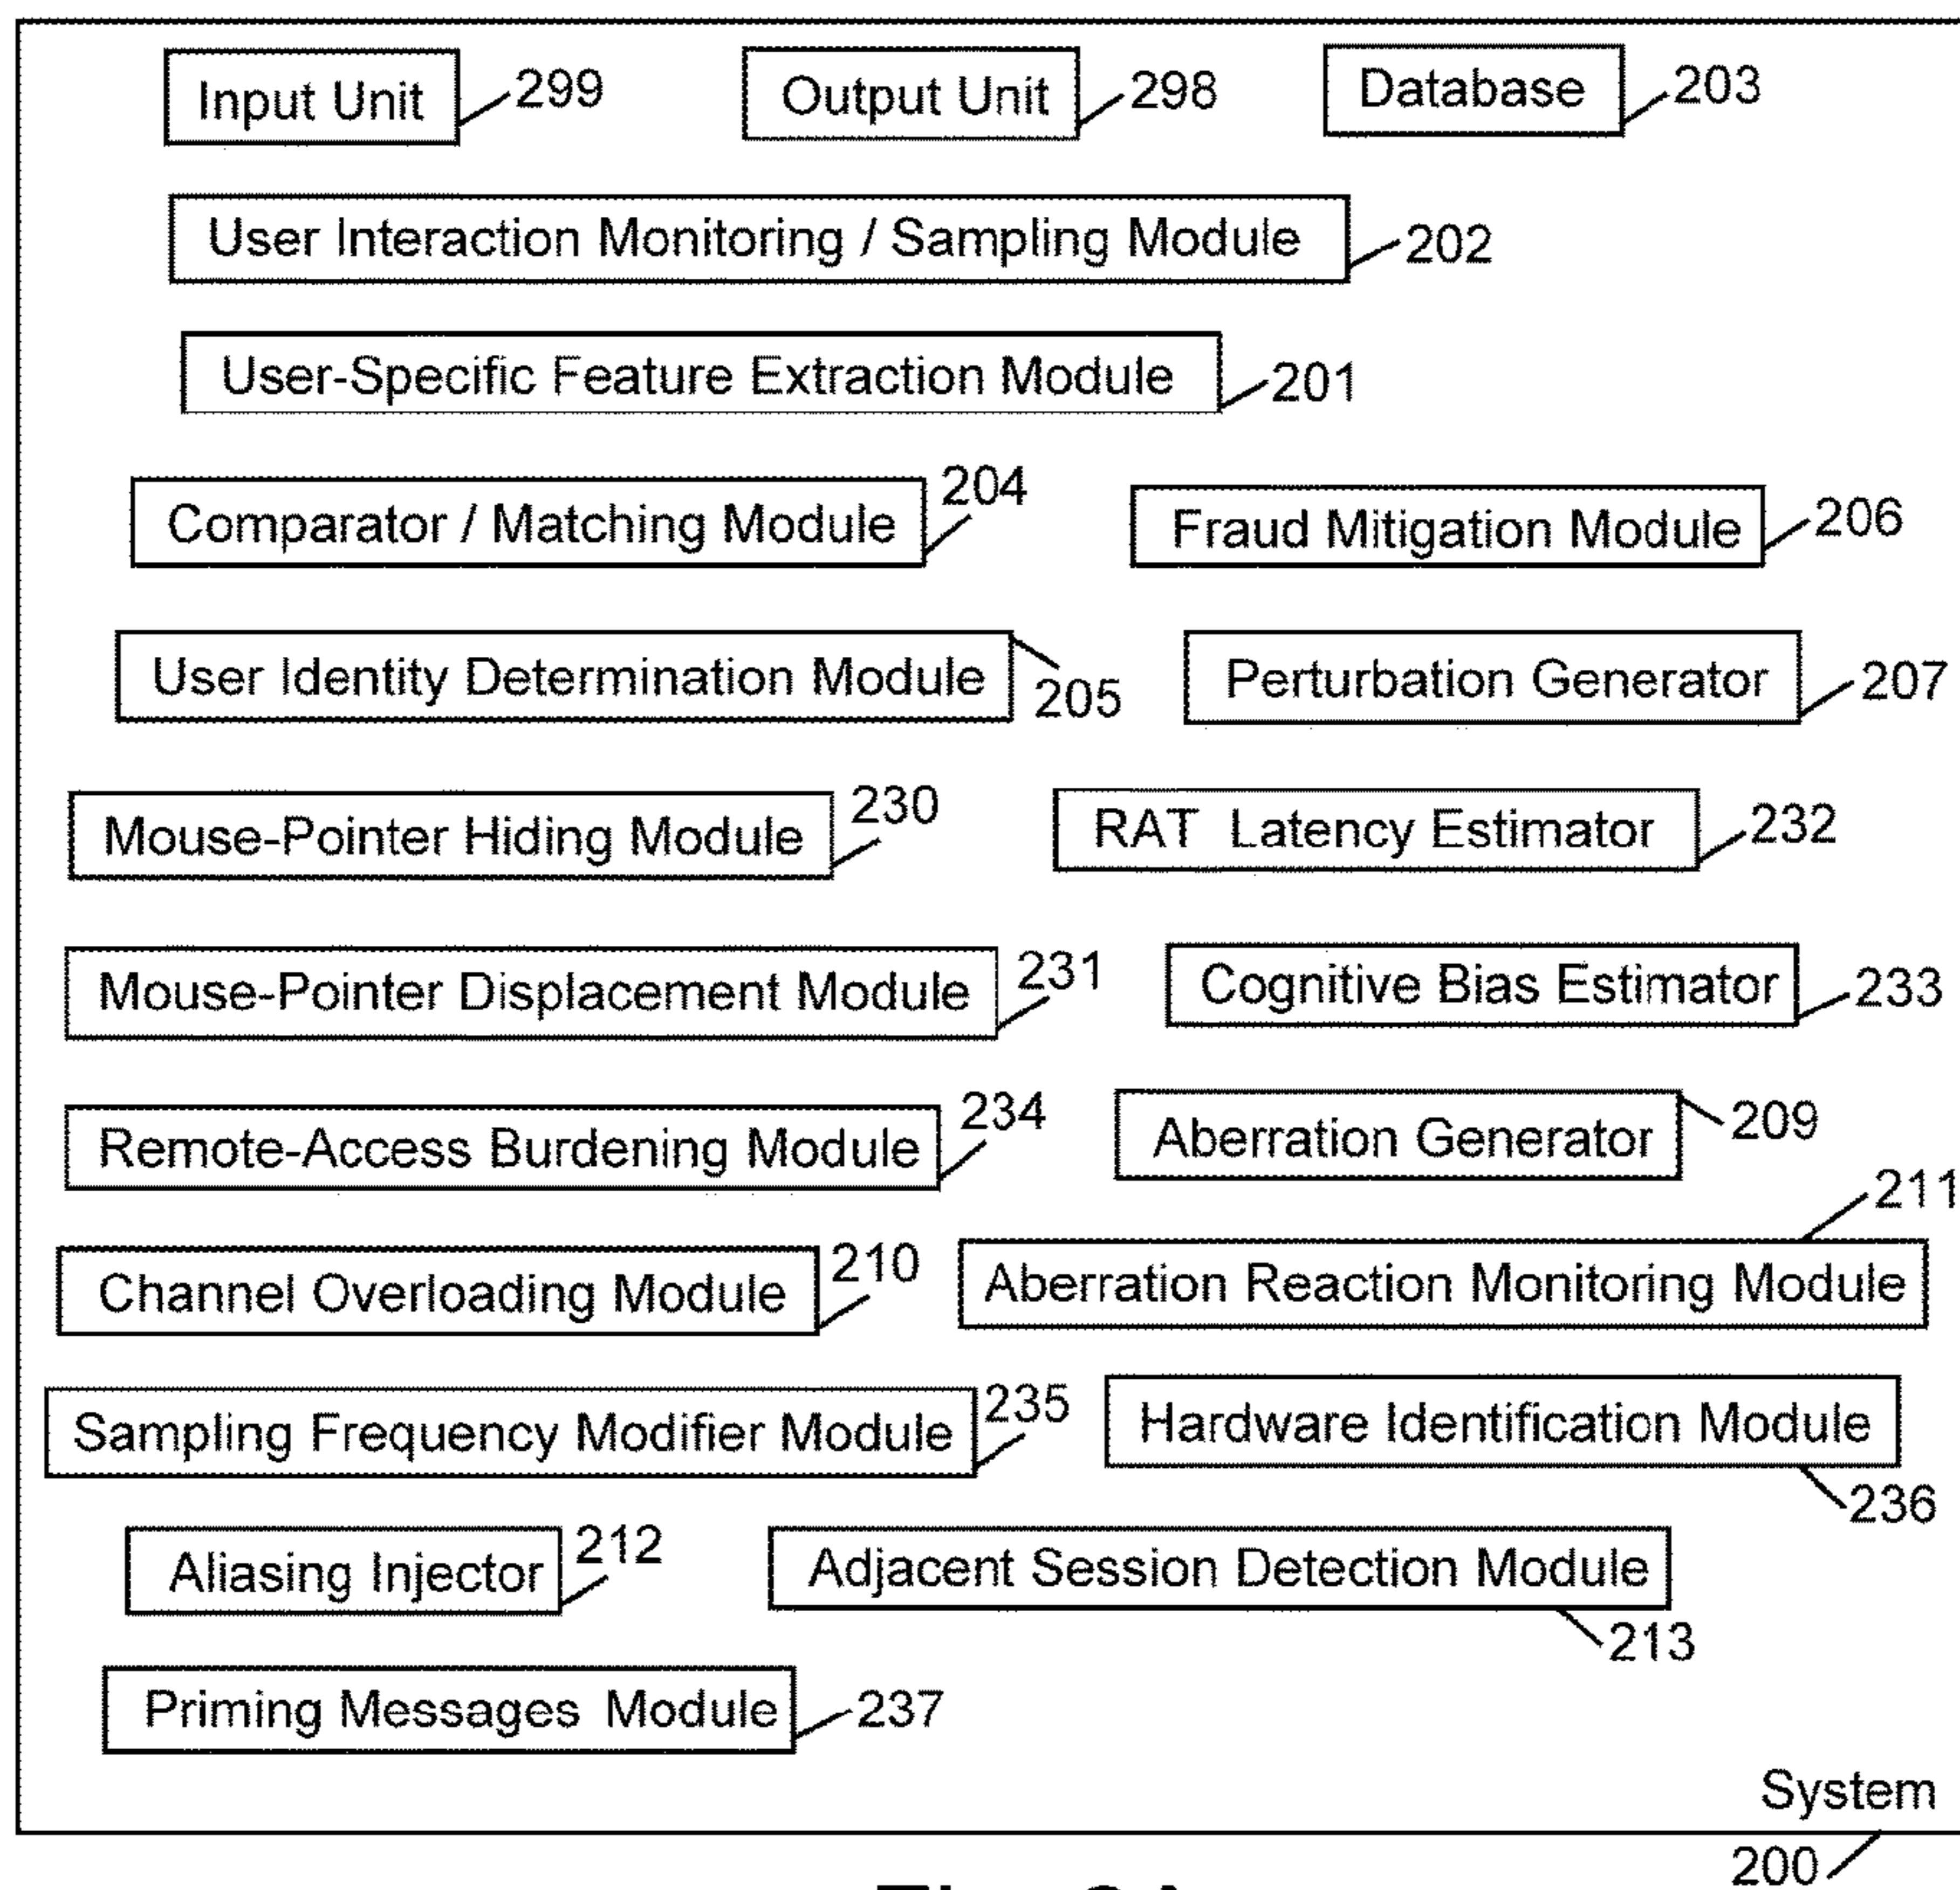 Input Unit 299 Output Unit 298 Database 203
User Interaction Monitoring / Sampling Module 202
User-Specific Feature Extraction Module 201
Comparator / Matching Module 204 Fraud Mitigation Module 206
User Identity Determination Module 205 Perturbation Generator 207
Mouse-Pointer Hiding Module 230 RAT Latency Estimator 232
Mouse-Pointer Displacement Module 231 Cognitive Bias Estimator 233
Remote-Access Burdening Module 234 Aberration Generator 209
Channel Overloading Module 210 Aberration Reaction Monitoring Module 211
Sampling Frequency Modifier Module 235 Hardware Identification Module 236
Aliasing Injector 212 Adjacent Session Detection Module 213
Priming Messages Module 237
System
200